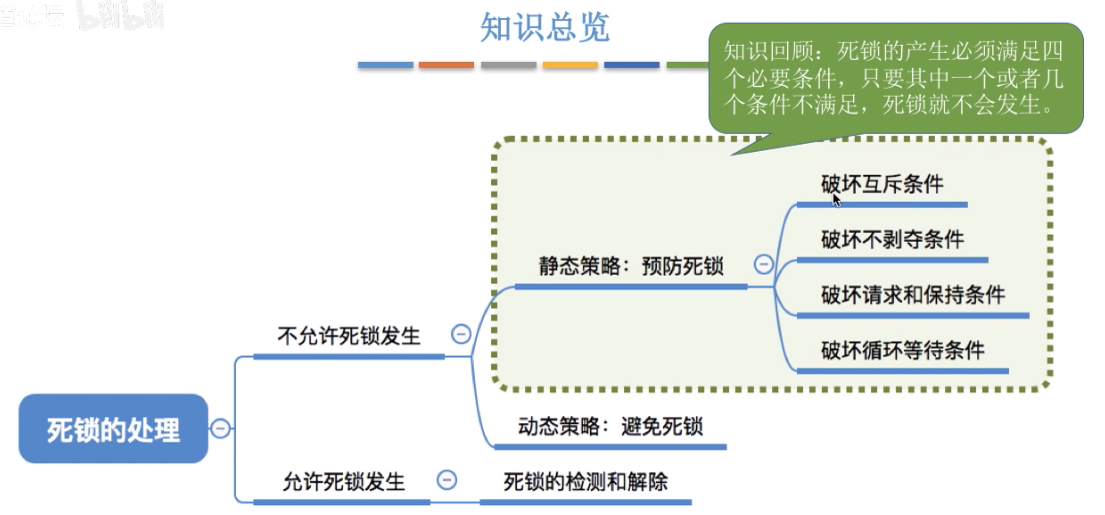 bilibili
知识总览
知识回顾：死锁的产生必须满足四
个必要条件，只要其中一个或者几
个条件不满足，死锁就不会发生。
破坏互斥条件
破坏不剥夺条件
静态策略：预防死锁
破坏请求和保持条件
不允许死锁发生
破坏循环等待条件
动态策略：避免死锁
死锁的处理
允许死锁发生
死锁的检测和解除